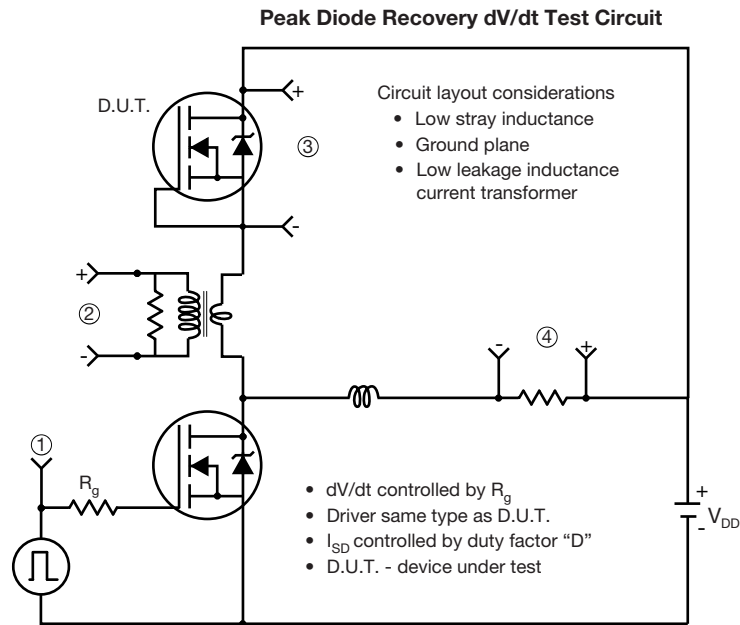 Peak Diode Recovery dV/dt Test Circuit
D.U.T.
+
-
③
Circuit layout considerations
• Low stray inductance
• Ground plane
• Low leakage inductance
current transformer
+
②
-
-
④
+
①
Rg
• dV/dt controlled by Rg
• Driver same type as D.U.T.
• ISD controlled by duty factor “D”
• D.U.T. - device under test
+
-
VDD